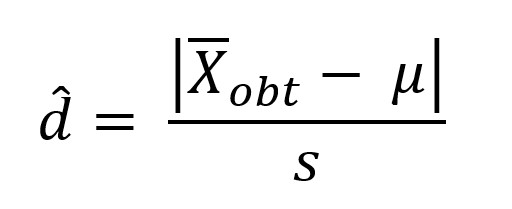 d̂ = |X̅obt − μ| / s